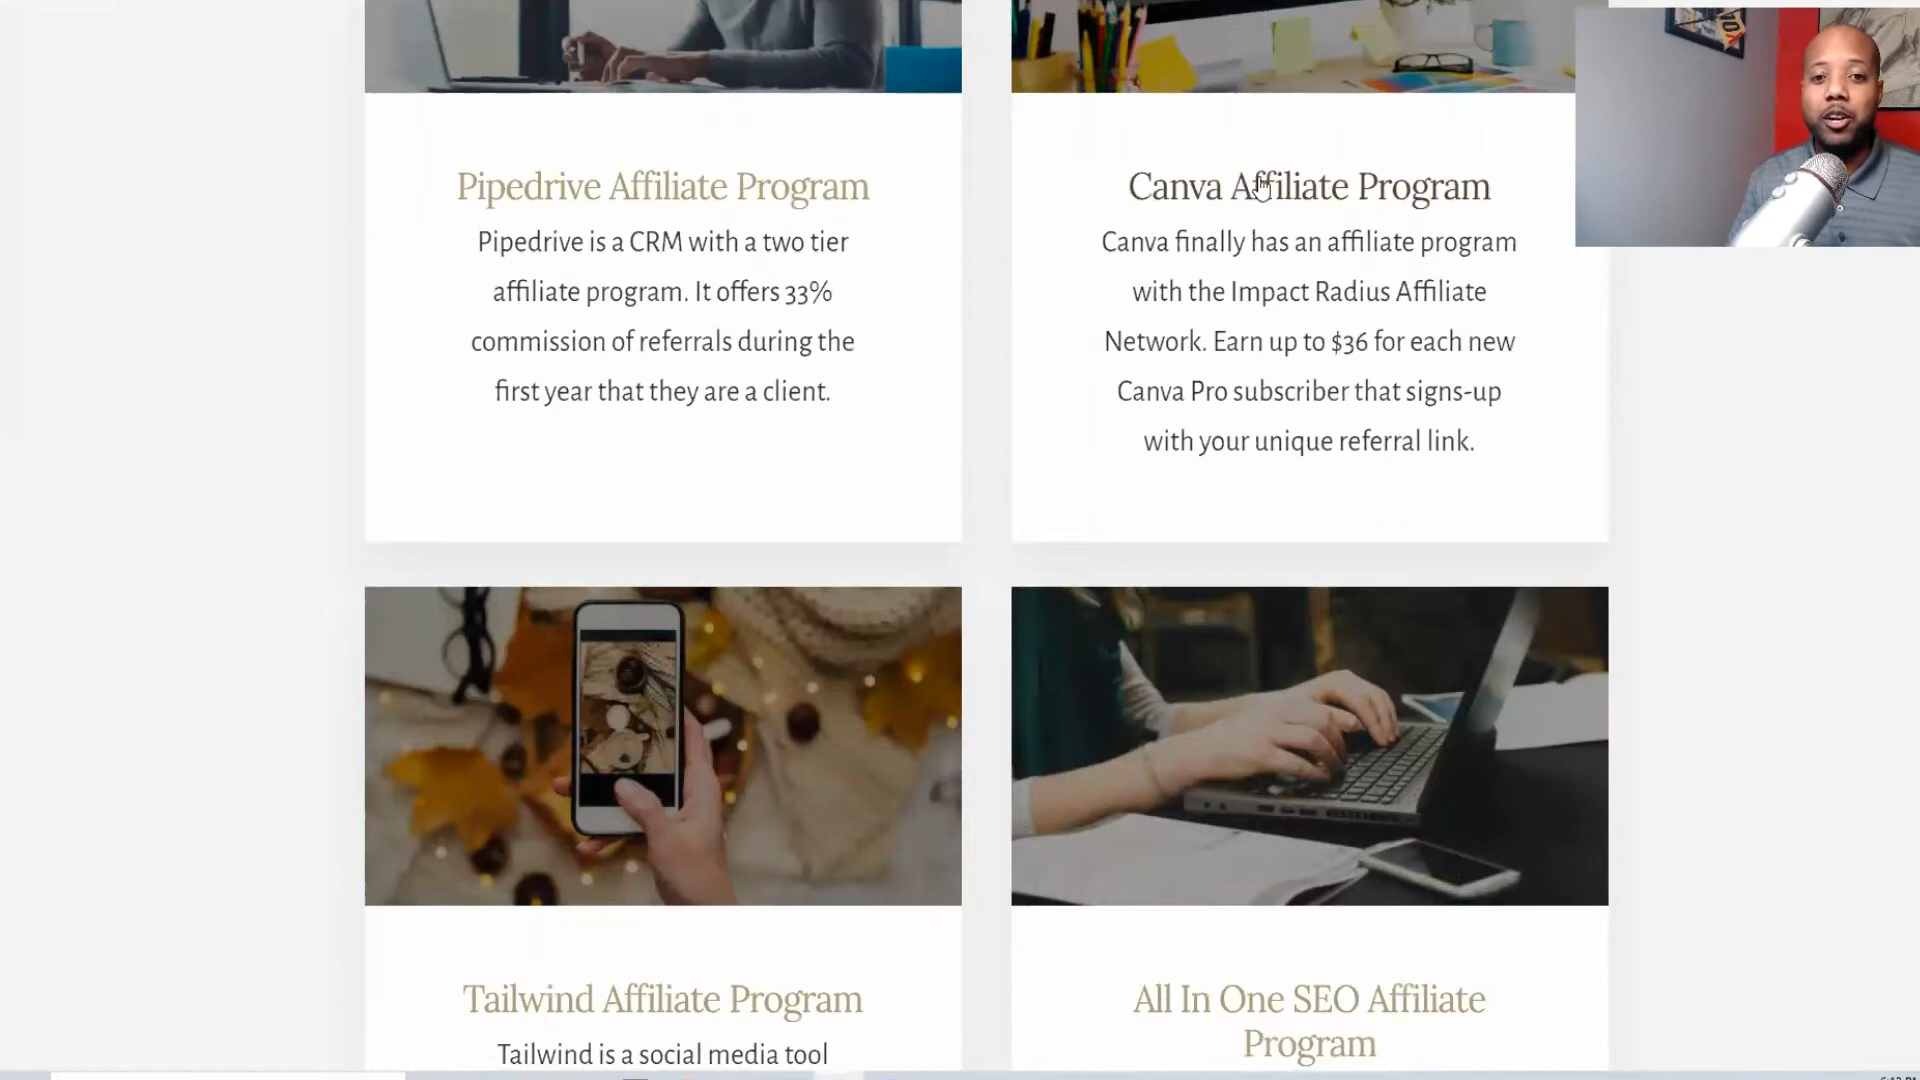 Pipedrive Affiliate Program
Pipedrive is a CRM with a two tier
affiliate program. It offers 33%
commission of referrals during the
first year that they are a client.
Canva Affiliate Program
Canva finally has an affiliate program
with the Impact Radius Affiliate
Network. Earn up to $36 for each new
Canva Pro subscriber that signs-up
with your unique referral link.
Tailwind Affiliate Program
Tailwind is a social media tool
All In One SEO Affiliate
Program